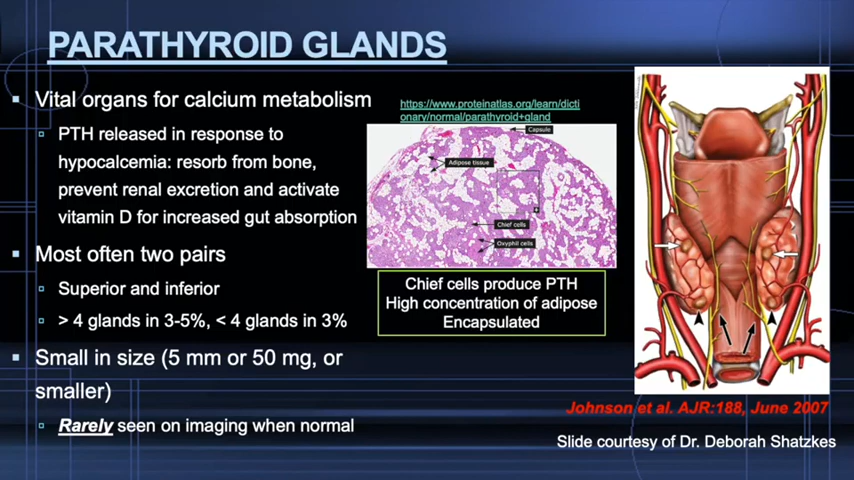 PARATHYROID GLANDS
Vital organs for calcium metabolism
PTH released in response to
hypocalcemia: resorb from bone,
prevent renal excretion and activate
vitamin D for increased gut absorption
Most often two pairs
Superior and inferior
> 4 glands in 3-5%, < 4 glands in 3%
Small in size (5 mm or 50 mg, or
smaller)
Rarely seen on imaging when normal
https://www.proteinatlas.org/learn/dicti
onary/normal/parathyroid+gland
Capsule
Adipose tissue
Chief cells
Oxyphil cells
Chief cells produce PTH
High concentration of adipose
Encapsulated
Johnson et al. AJR:188, June 2007
Slide courtesy of Dr. Deborah Shatzkes